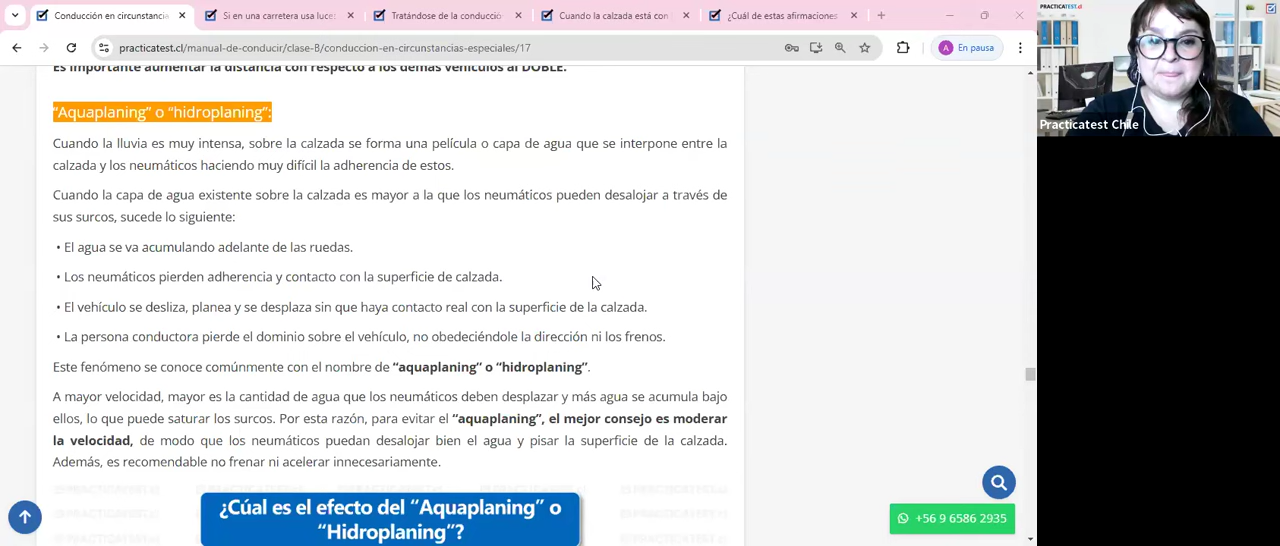 Conducción en circunstancia
Si en una carretera usa luces
Tratándose de la conducció
Cuando la calzada está con
¿Cuál de estas afirmaciones
practicatest.cl/manual-de-conducir/clase-B/conduccion-en-circunstancias-especiales/17
A En pausa
PRACTICATEST.CL
Practicatest Chile
Es importante aumentar la distancia con respecto a los demás vehículos al DOBLE.
“Aquaplaning” o “hidroplaning”:
Cuando la lluvia es muy intensa, sobre la calzada se forma una película o capa de agua que se interpone entre la
calzada y los neumáticos haciendo muy difícil la adherencia de estos.
Cuando la capa de agua existente sobre la calzada es mayor a la que los neumáticos pueden desalojar a través de
sus surcos, sucede lo siguiente:
• El agua se va acumulando adelante de las ruedas.
• Los neumáticos pierden adherencia y contacto con la superficie de calzada.
• El vehículo se desliza, planea y se desplaza sin que haya contacto real con la superficie de la calzada.
• La persona conductora pierde el dominio sobre el vehículo, no obedeciéndole la dirección ni los frenos.
Este fenómeno se conoce comúnmente con el nombre de “aquaplaning” o “hidroplaning”.
A mayor velocidad, mayor es la cantidad de agua que los neumáticos deben desplazar y más agua se acumula bajo
ellos, lo que puede saturar los surcos. Por esta razón, para evitar el “aquaplaning”, el mejor consejo es moderar
la velocidad, de modo que los neumáticos puedan desalojar bien el agua y pisar la superficie de la calzada.
Además, es recomendable no frenar ni acelerar innecesariamente.
¿Cúal es el efecto del “Aquaplaning” o
“Hidroplaning”?
+56 9 6586 2935